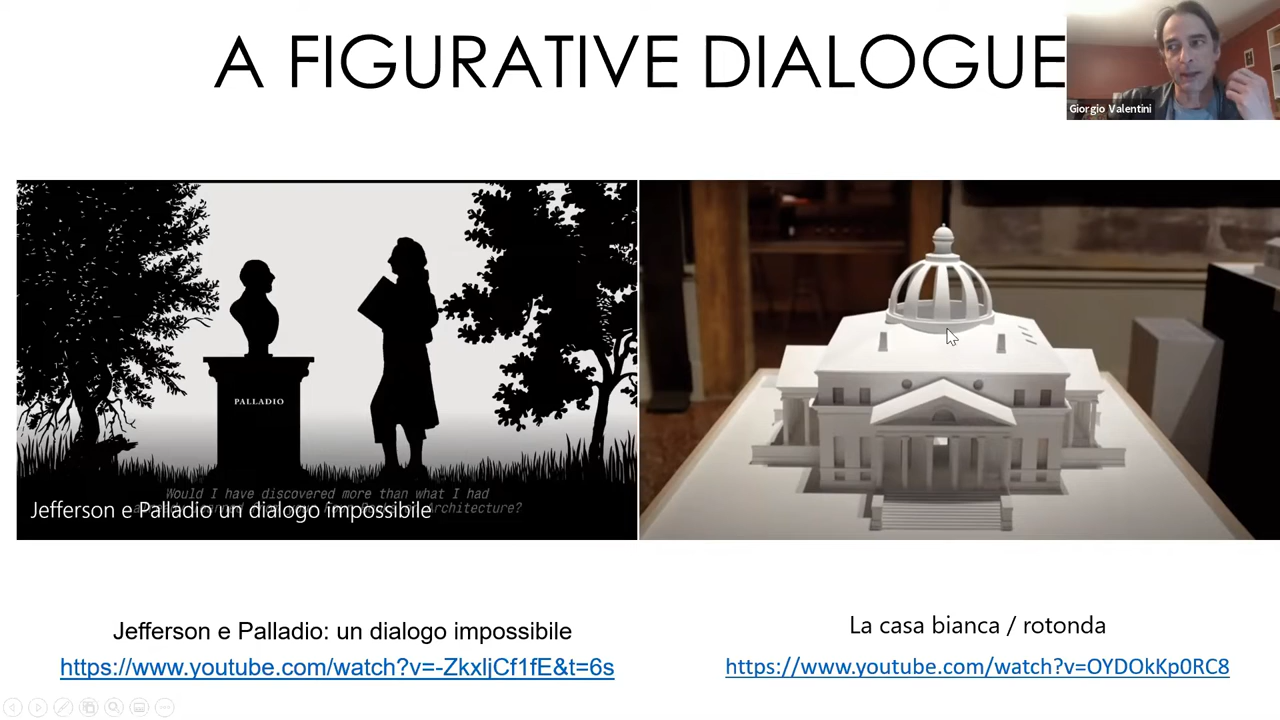 A FIGURATIVE DIALOGUE
Giorgio Valentini
PALLADIO
Would I have discovered more than what I had
Jefferson e Palladio un dialogo impossibile
Architecture?
Jefferson e Palladio: un dialogo impossibile
https://www.youtube.com/watch?v=-ZkxljCf1fE&t=6s
La casa bianca / rotonda
https://www.youtube.com/watch?v=OYDOkKp0RC8